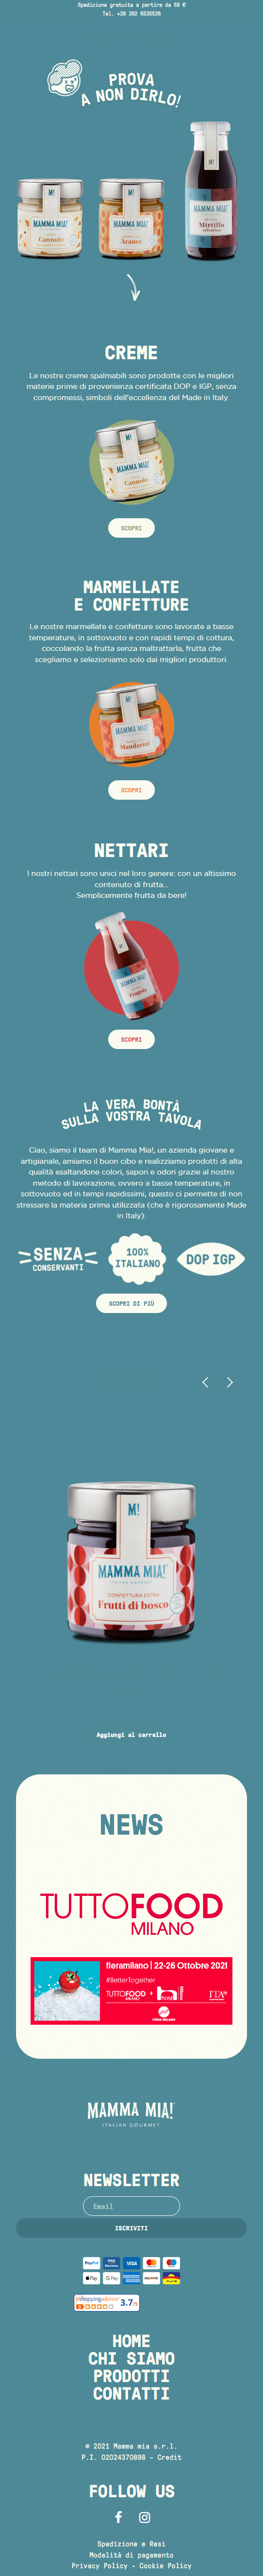 Spedizione gratuita a partire da 59 €
Tel. +39 392 6535526
PROVA
A NON DIRLO!
M!
MAMMA MIA!
Cannolo
M!
MAMMA MIA!
Arance
M!
MAMMA MIA!
Mirtillo
selvatico
CREME
Le nostre creme spalmabili sono prodotte con le migliori
materie prime di provenienza certificata DOP e IGP, senza
compromessi, simboli dell'eccellenza del Made in Italy.
M!
MAMMA MIA!
Cannolo
SCOPRI
MARMELLATE
E CONFETTURE
Le nostre marmellate e confetture sono lavorate a basse
temperature, in sottovuoto e con rapidi tempi di cottura,
coccolando la frutta senza maltrattarla, frutta che
scegliamo e selezioniamo solo dai migliori produttori.
M!
MAMMA MIA!
Mandarini
SCOPRI
NETTARI
I nostri nettari sono unici nel loro genere: con un altissimo
contenuto di frutta...
Semplicemente frutta da bere!
M!
MAMMA MIA!
Fragola
SCOPRI
LA VERA BONTÀ
SULLA VOSTRA TAVOLA
Ciao, siamo il team di Mamma Mia!, un azienda giovane e
artigianale, amiamo il buon cibo e realizziamo prodotti di alta
qualità esaltandone colori, sapori e odori grazie al nostro
metodo di lavorazione, ovvero a basse temperature, in
sottovuoto ed in tempi rapidissimi, questo ci permette di non
stressare la materia prima utilizzata (che è rigorosamente Made
in Italy).
SENZA
CONSERVANTI
100%
ITALIANO
DOP IGP
SCOPRI DI PIÙ
M!
MAMMA MIA!
ITALIAN GOURMET
CONFETTURA EXTRA
Frutti di bosco
Aggiungi al carrello
NEWS
TUTTOFOOD
MILANO
fieramilano | 22-26 Ottobre 2021
#BetterTogether
TUTTOFOOD
MILANO
+
host
FIERA MILANO
ITA
MAMMA MIA!
ITALIAN GOURMET
NEWSLETTER
Email
ISCRIVITI
PayPal
VISA
VISA
Apple Pay
G Pay
3.7/5
HOME
CHI SIAMO
PRODOTTI
CONTATTI
© 2021 Mamma mia s.r.l.
P.I. 02024370898 - Credit
FOLLOW US
Spedizione e Resi
Modalità di pagamento
Privacy Policy - Cookie Policy